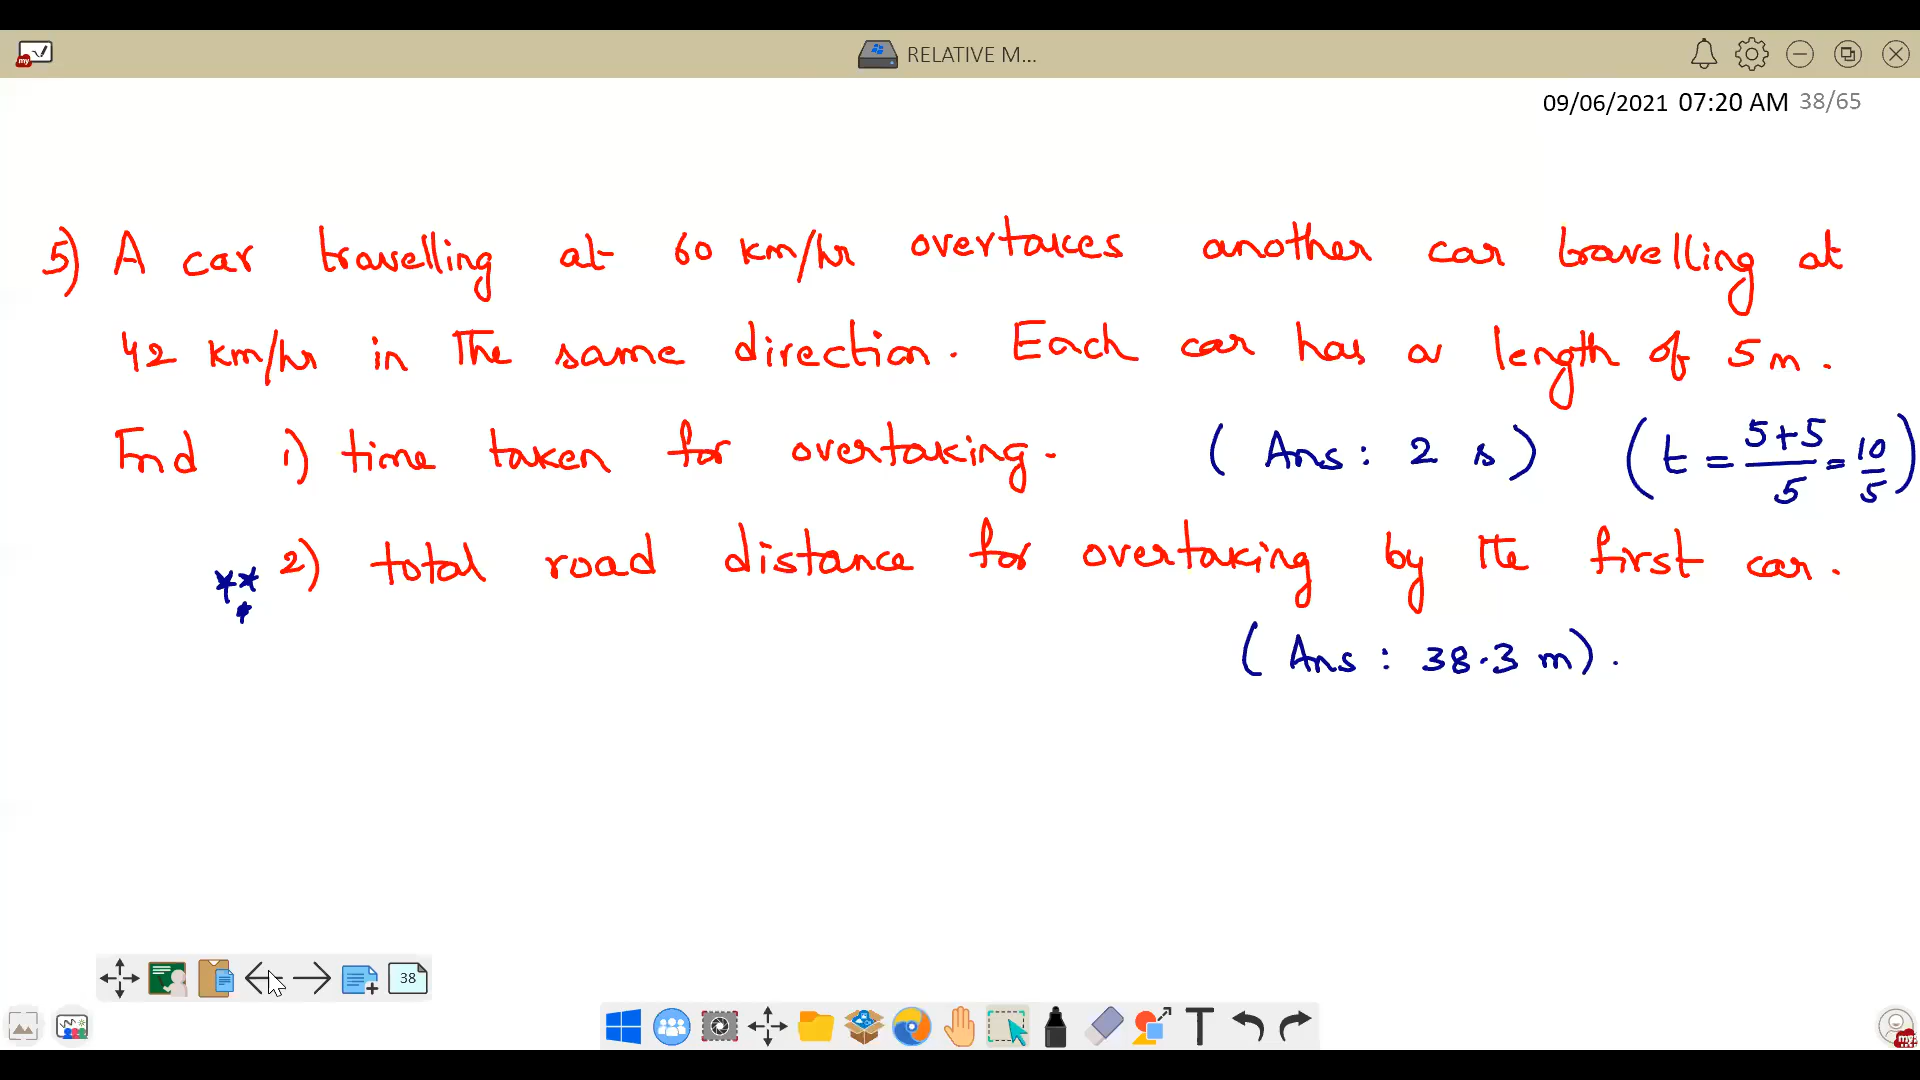 RELATIVE M...
09/06/2021 07:20 AM 38/65
5) A car travelling at 60 km/hr overtakes another car travelling at
42 km/hr in the same direction. Each car has a length of 5 m.
Find 1) time taken for overtaking. (Ans: 2 s) (t = 5+5/5 = 10/5)
** 2) total road distance for overtaking by the first car.
*
(Ans: 38.3 m).
38